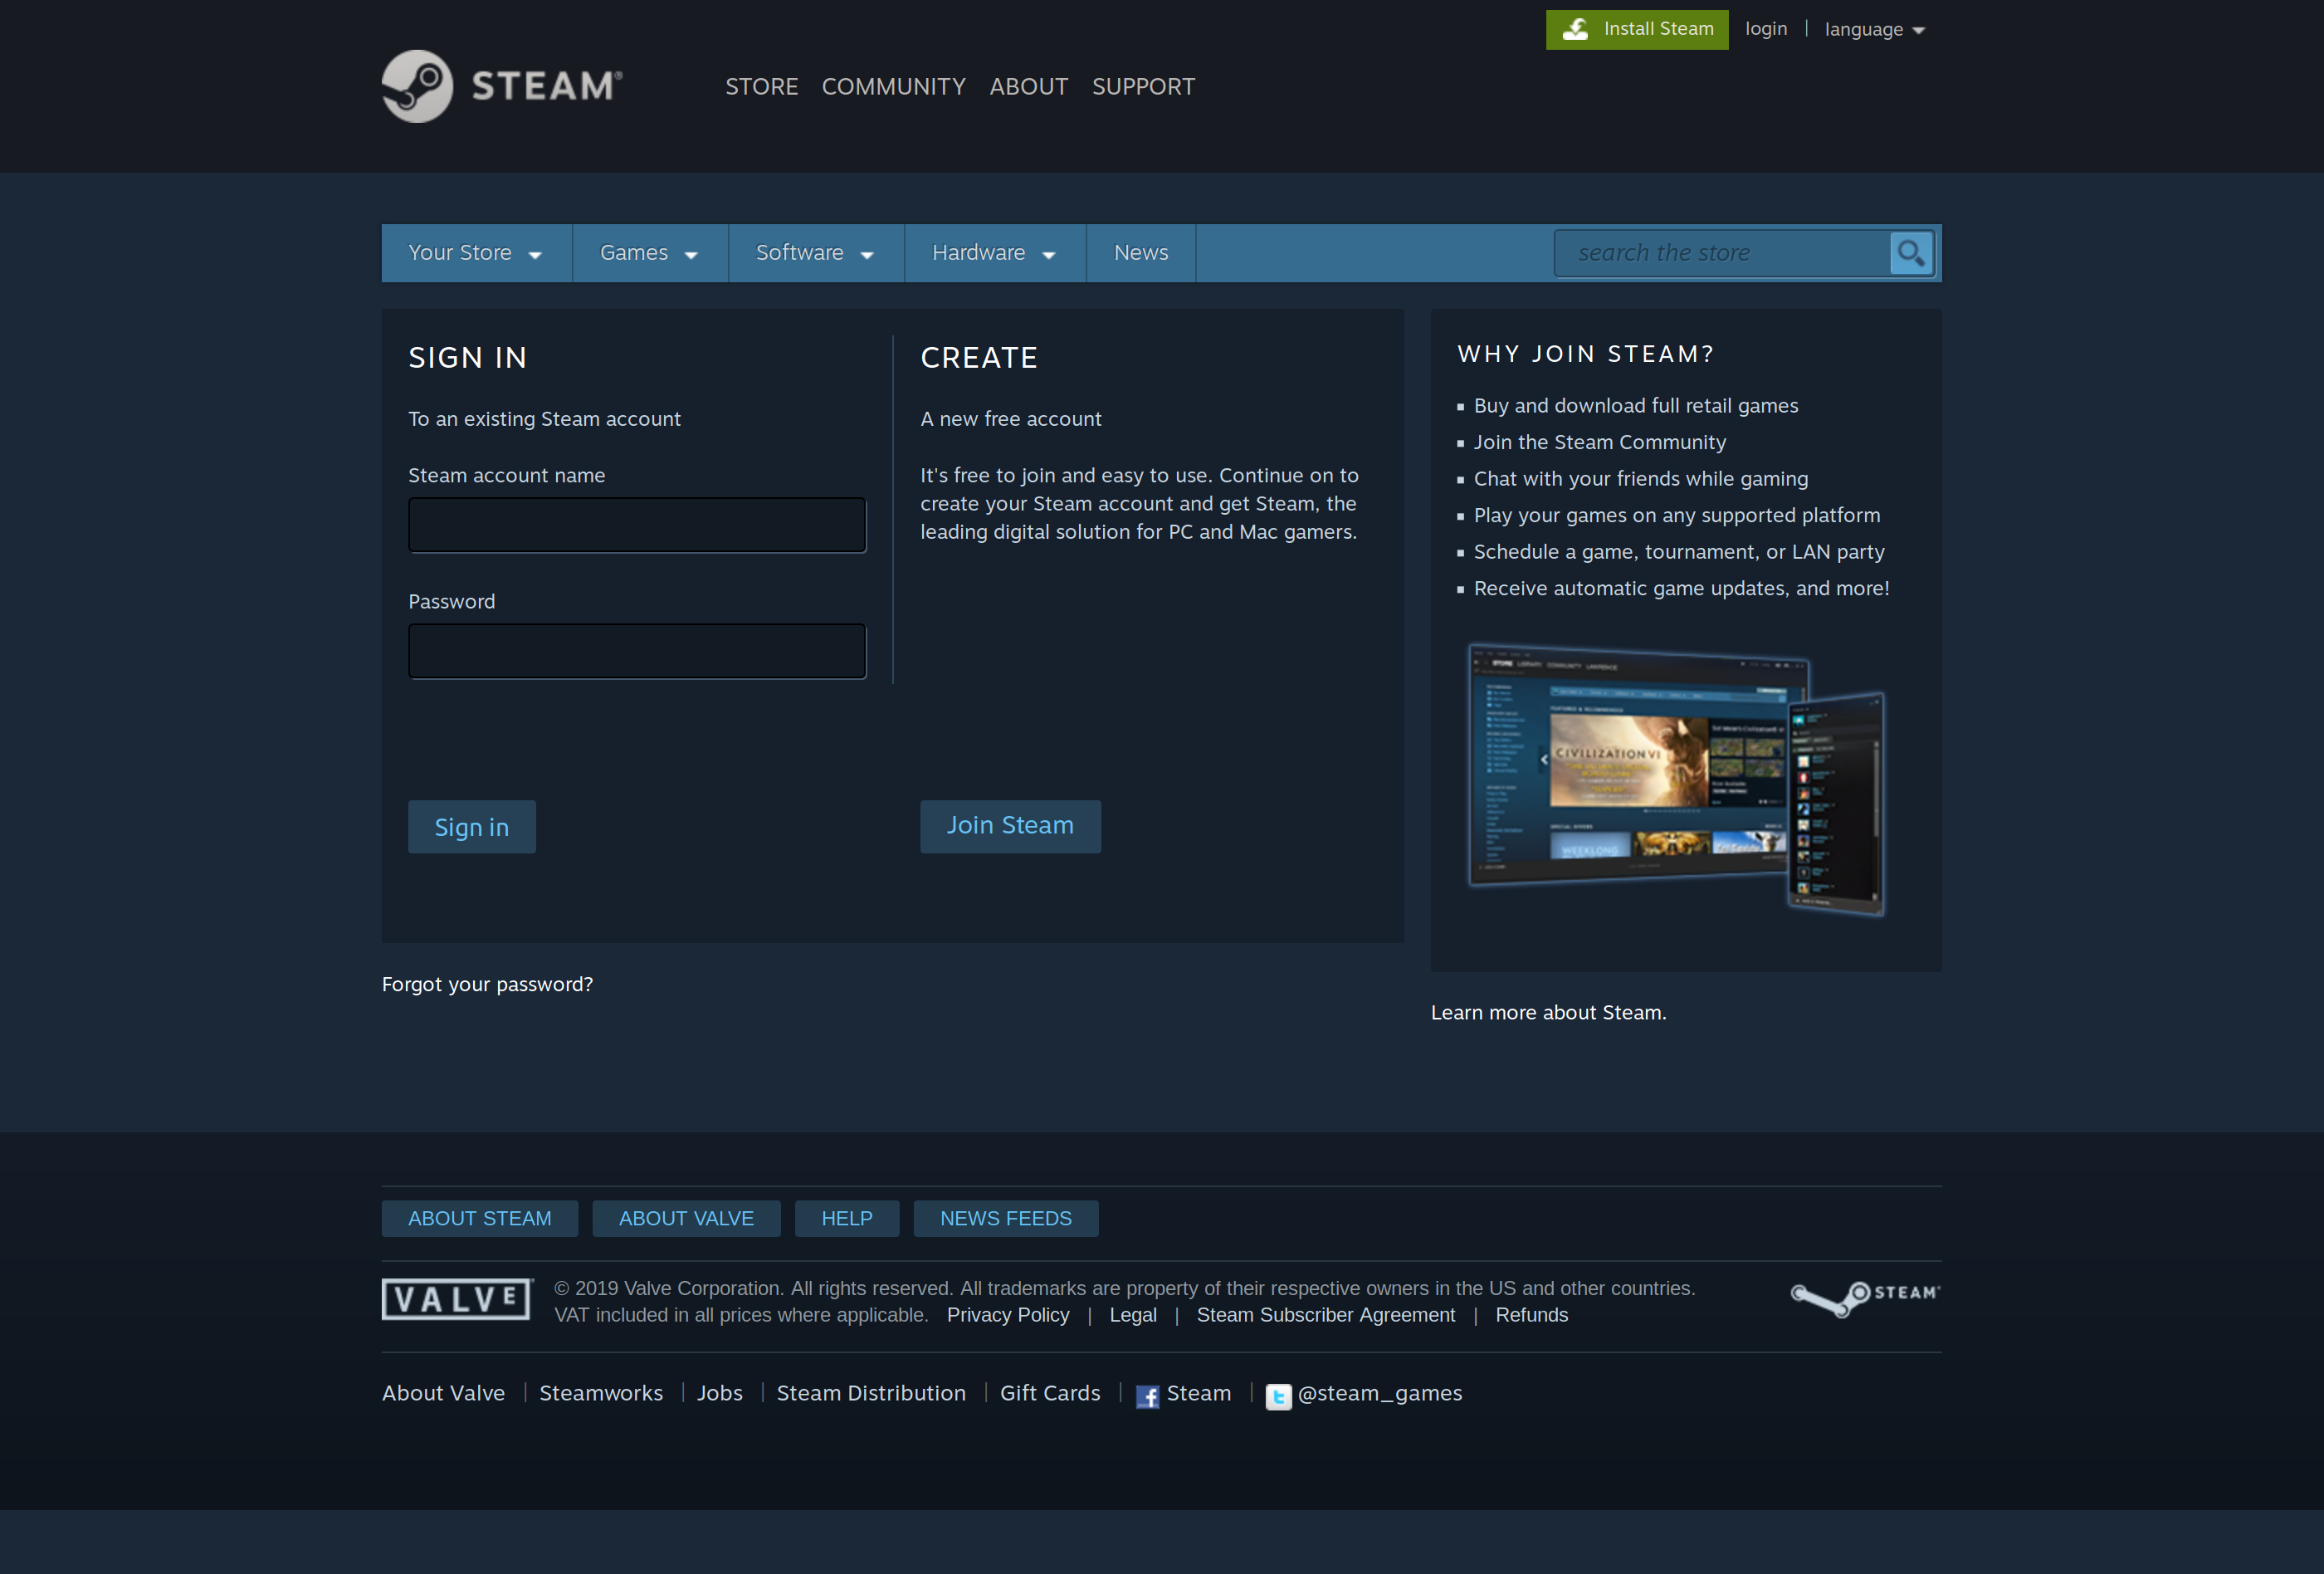 Install Steam login | language
STEAM®
STORE COMMUNITY ABOUT SUPPORT
Your Store Games Software Hardware News search the store
SIGN IN
To an existing Steam account
Steam account name
Password
Sign in
CREATE
A new free account
It's free to join and easy to use. Continue on to
create your Steam account and get Steam, the
leading digital solution for PC and Mac gamers.
Join Steam
WHY JOIN STEAM?
Buy and download full retail games
Join the Steam Community
Chat with your friends while gaming
Play your games on any supported platform
Schedule a game, tournament, or LAN party
Receive automatic game updates, and more!
STORE LIBRARY COMMUNITY
FEATURED & RECOMMENDED
CIVILIZATION VI
SPECIAL OFFERS
WEEKLONG
Forgot your password?
Learn more about Steam.
ABOUT STEAM ABOUT VALVE HELP NEWS FEEDS
VALVE
© 2019 Valve Corporation. All rights reserved. All trademarks are property of their respective owners in the US and other countries.
VAT included in all prices where applicable. Privacy Policy | Legal | Steam Subscriber Agreement | Refunds
STEAM
About Valve | Steamworks | Jobs | Steam Distribution | Gift Cards | Steam | @steam_games